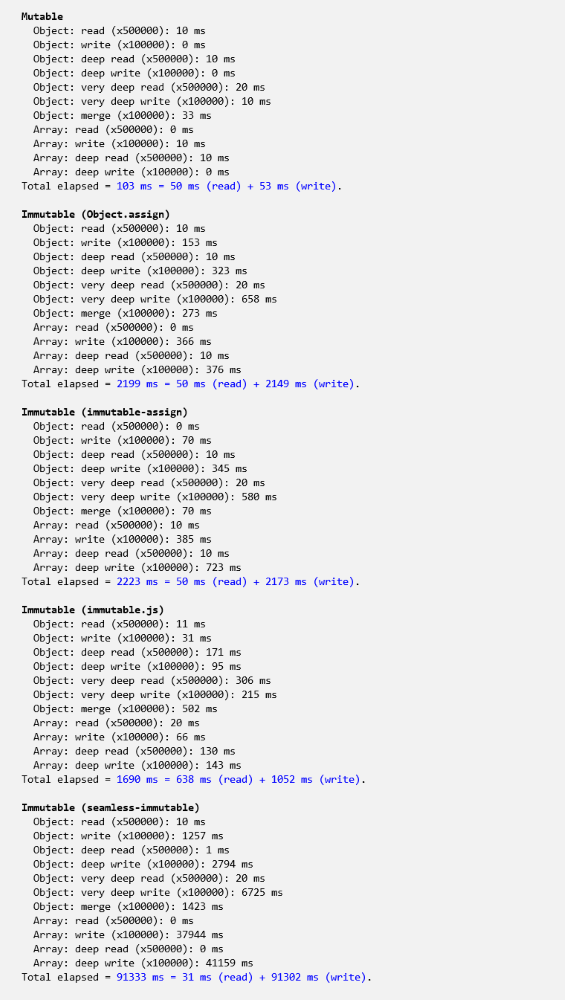 Mutable
Object: read (x500000): 10 ms
Object: write (x100000): 0 ms
Object: deep read (x500000): 10 ms
Object: deep write (x100000): 0 ms
Object: very deep read (x500000): 20 ms
Object: very deep write (x100000): 10 ms
Object: merge (x100000): 33 ms
Array: read (x500000): 0 ms
Array: write (x100000): 10 ms
Array: deep read (x500000): 10 ms
Array: deep write (x100000): 0 ms
Total elapsed = 103 ms = 50 ms (read) + 53 ms (write).
Immutable (Object.assign)
Object: read (x500000): 10 ms
Object: write (x100000): 153 ms
Object: deep read (x500000): 10 ms
Object: deep write (x100000): 323 ms
Object: very deep read (x500000): 20 ms
Object: very deep write (x100000): 658 ms
Object: merge (x100000): 273 ms
Array: read (x500000): 0 ms
Array: write (x100000): 366 ms
Array: deep read (x500000): 10 ms
Array: deep write (x100000): 376 ms
Total elapsed = 2199 ms = 50 ms (read) + 2149 ms (write).
Immutable (immutable-assign)
Object: read (x500000): 0 ms
Object: write (x100000): 70 ms
Object: deep read (x500000): 10 ms
Object: deep write (x100000): 345 ms
Object: very deep read (x500000): 20 ms
Object: very deep write (x100000): 580 ms
Object: merge (x100000): 70 ms
Array: read (x500000): 10 ms
Array: write (x100000): 385 ms
Array: deep read (x500000): 10 ms
Array: deep write (x100000): 723 ms
Total elapsed = 2223 ms = 50 ms (read) + 2173 ms (write).
Immutable (immutable.js)
Object: read (x500000): 11 ms
Object: write (x100000): 31 ms
Object: deep read (x500000): 171 ms
Object: deep write (x100000): 95 ms
Object: very deep read (x500000): 306 ms
Object: very deep write (x100000): 215 ms
Object: merge (x100000): 502 ms
Array: read (x500000): 20 ms
Array: write (x100000): 66 ms
Array: deep read (x500000): 130 ms
Array: deep write (x100000): 143 ms
Total elapsed = 1690 ms = 638 ms (read) + 1052 ms (write).
Immutable (seamless-immutable)
Object: read (x500000): 10 ms
Object: write (x100000): 1257 ms
Object: deep read (x500000): 1 ms
Object: deep write (x100000): 2794 ms
Object: very deep read (x500000): 20 ms
Object: very deep write (x100000): 6725 ms
Object: merge (x100000): 1423 ms
Array: read (x500000): 0 ms
Array: write (x100000): 37944 ms
Array: deep read (x500000): 0 ms
Array: deep write (x100000): 41159 ms
Total elapsed = 91333 ms = 31 ms (read) + 91302 ms (write).